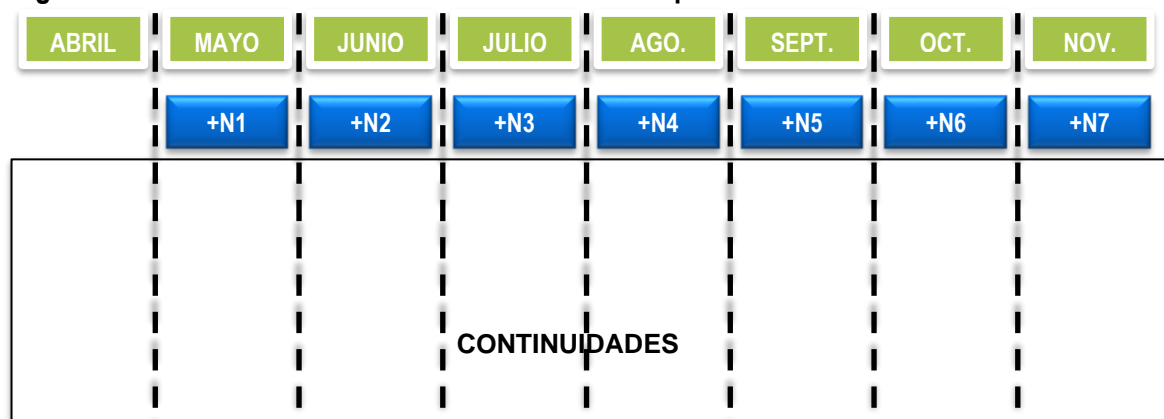 ABRIL MAYO JUNIO JULIO AGO. SEPT. OCT. NOV.
+N1 +N2 +N3 +N4 +N5 +N6 +N7
CONTINUIDADES